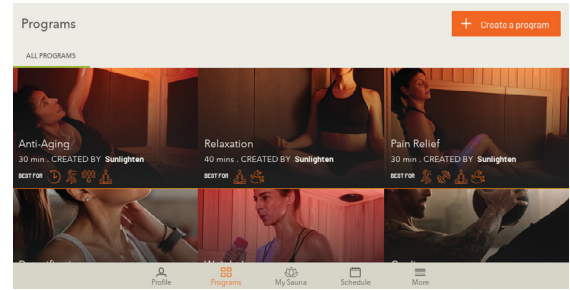 Programs
+ Create a program
ALL PROGRAMS
Anti-Aging
30 min . CREATED BY Sunlighten
BEST FOR
Relaxation
40 mins . CREATED BY Sunlighten
BEST FOR
Pain Relief
30 min . CREATED BY Sunlighten
BEST FOR
Profile
Programs
My Sauna
Schedule
More